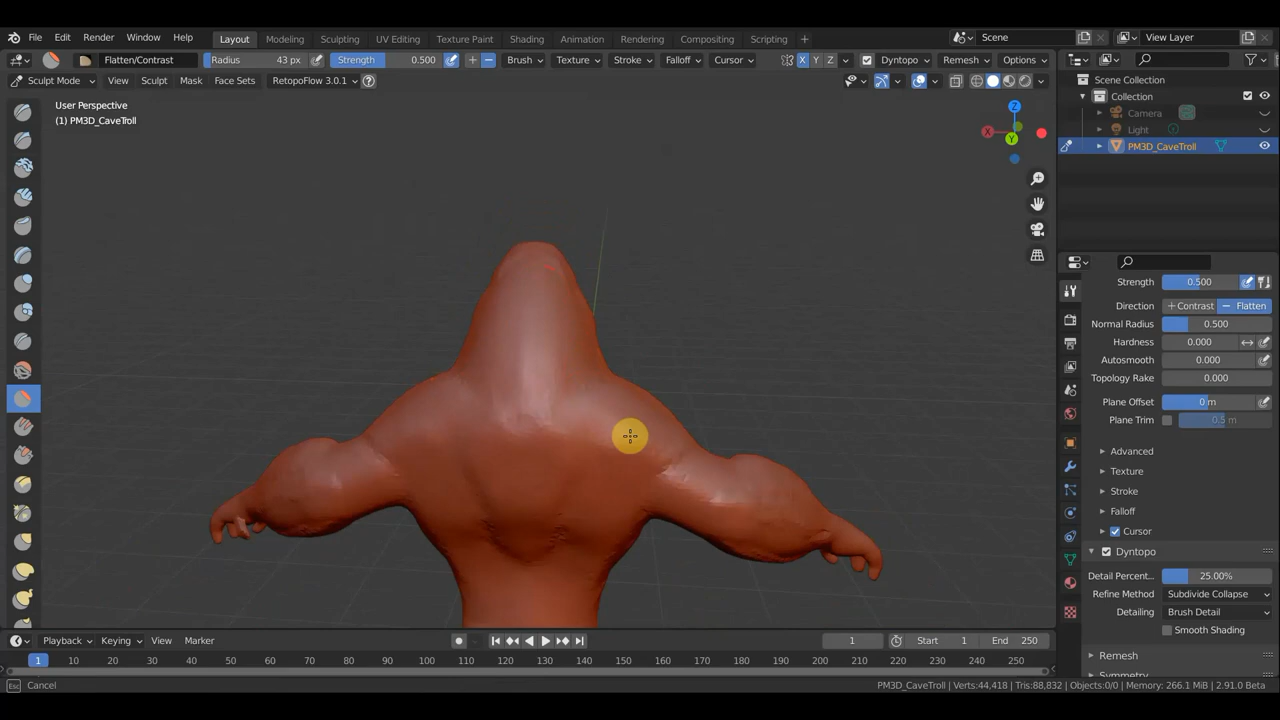 File Edit Render Window Help Layout Modeling Sculpting UV Editing Texture Paint Shading Animation Rendering Compositing Scripting + Scene View Layer
Flatten/Contrast Radius 43 px Strength 0.500 + − Brush Texture Stroke Falloff Cursor X Y Z Dyntopo Remesh Options
Sculpt Mode View Sculpt Mask Face Sets RetopoFlow 3.0.1 ?
Scene Collection
Collection
Camera
Light
PM3D_CaveTroll
User Perspective
(1) PM3D_CaveTroll
Z
X
Y
Strength 0.500
Direction + Contrast − Flatten
Normal Radius 0.500
Hardness 0.000
Autosmooth 0.000
Topology Rake 0.000
Plane Offset 0 m
Plane Trim 0.5 m
Advanced
Texture
Stroke
Falloff
Cursor
Dyntopo
Detail Percent... 25.00%
Refine Method Subdivide Collapse
Detailing Brush Detail
Smooth Shading
Remesh
Symmetry
Playback Keying View Marker 1 Start 1 End 250
1 10 20 30 40 50 60 70 80 90 100 110 120 130 140 150 160 170 180 190 200 210 220 230 240 250
Esc Cancel PM3D_CaveTroll | Verts:44,418 | Tris:88,832 | Objects:0/0 | Memory: 266.1 MiB | 2.91.0 Beta